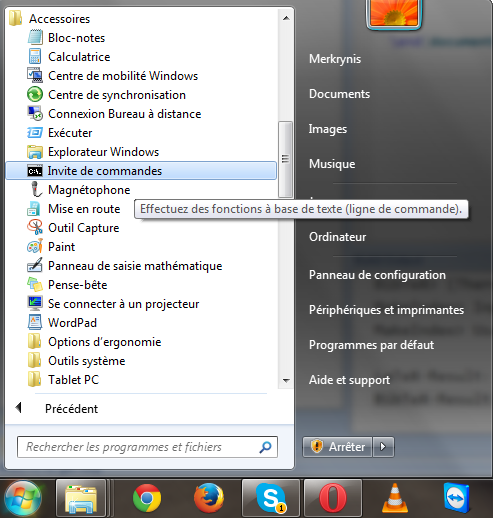 Accessoires
Bloc-notes
Calculatrice
Centre de mobilité Windows
Centre de synchronisation
Connexion Bureau à distance
Exécuter
Explorateur Windows
Invite de commandes
Magnétophone
Mise en route
Effectuez des fonctions à base de texte (ligne de commande).
Outil Capture
Paint
Panneau de saisie mathématique
Pense-bête
Se connecter à un projecteur
WordPad
Options d'ergonomie
Outils système
Tablet PC
Précédent
Rechercher les programmes et fichiers
Merkrynis
Documents
Images
Musique
Ordinateur
Panneau de configuration
Périphériques et imprimantes
Programmes par défaut
Aide et support
Arrêter
1